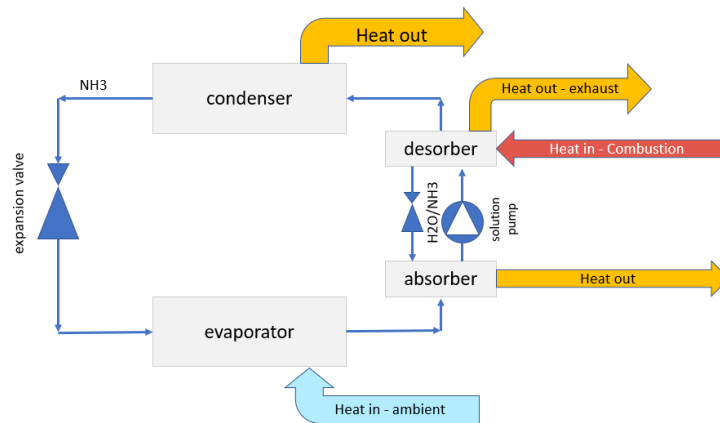 Heat out
NH3
condenser
Heat out - exhaust
desorber
Heat in - Combustion
expansion valve
H2O/NH3
solution
pump
absorber
Heat out
evaporator
Heat in - ambient